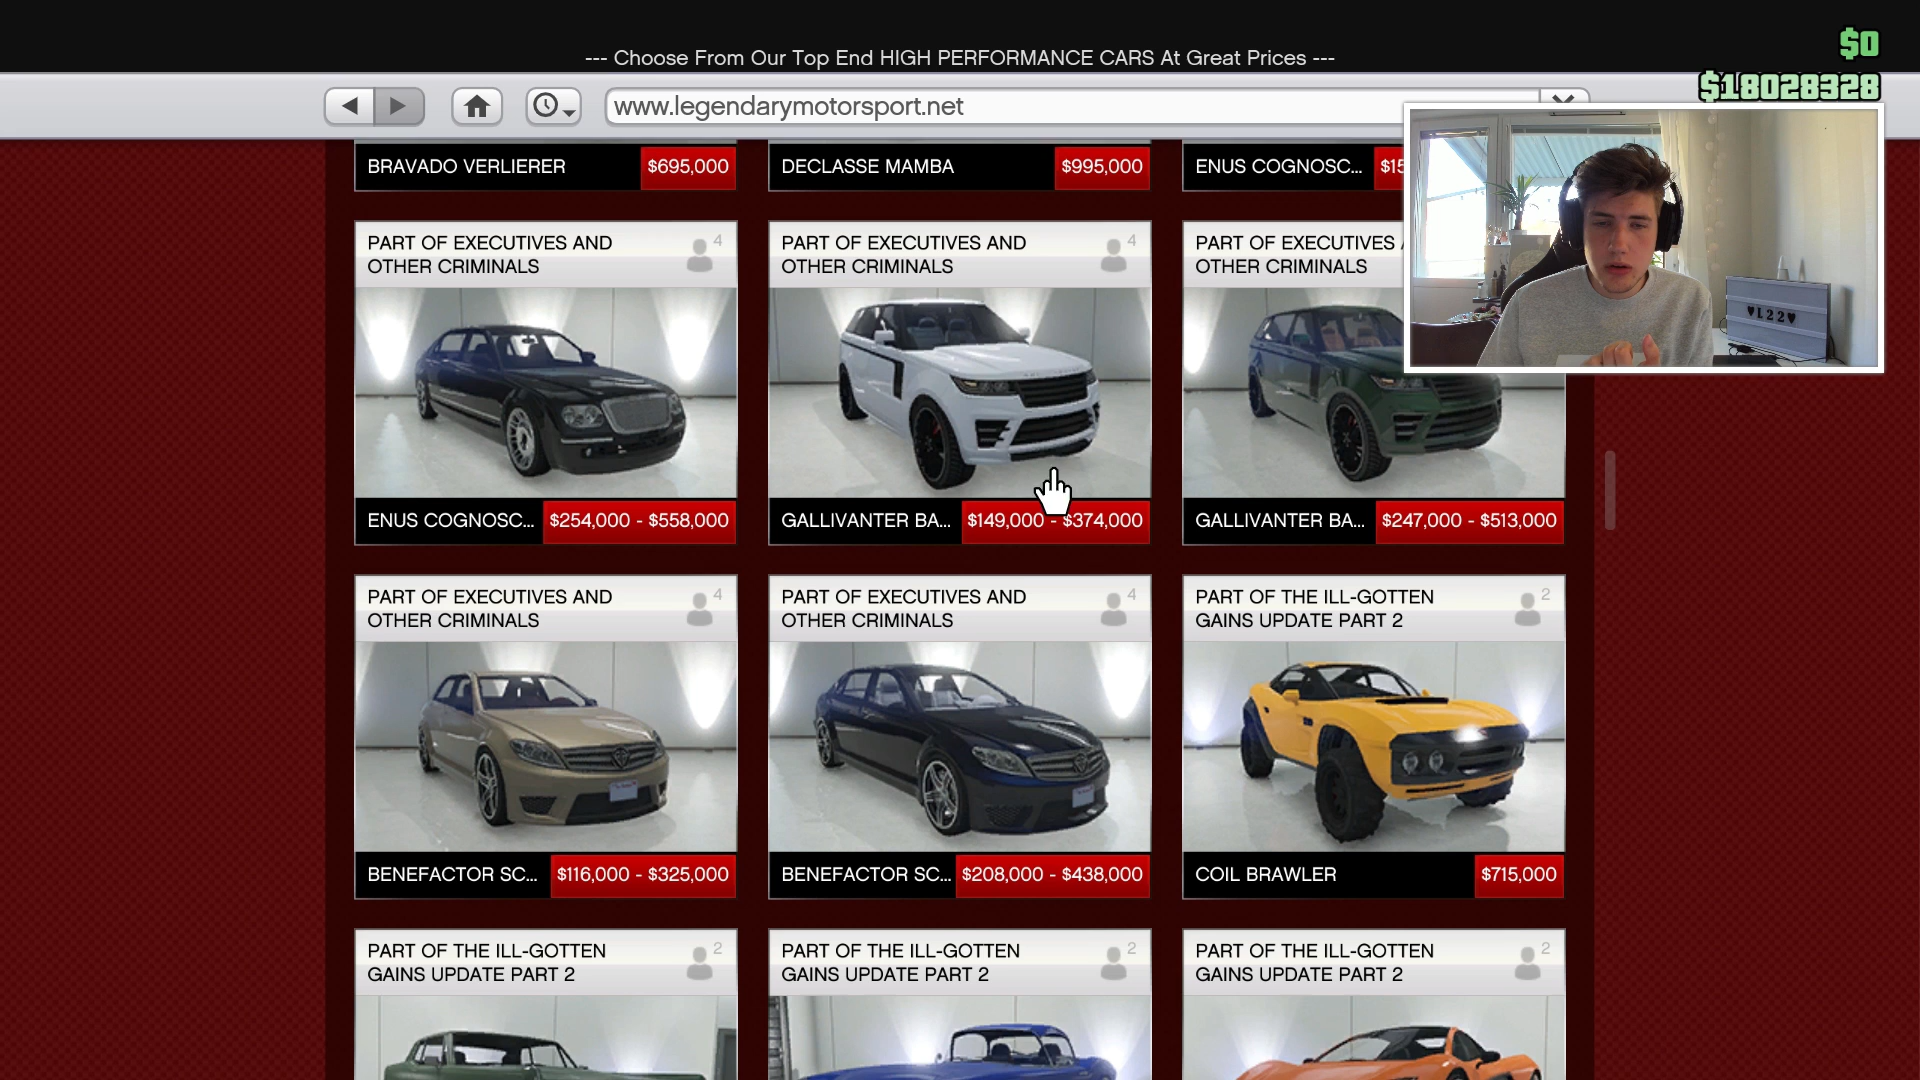 --- Choose From Our Top End HIGH PERFORMANCE CARS At Great Prices ---
$0
$18028328
www.legendarymotorsport.net
BRAVADO VERLIERER
$695,000
DECLASSE MAMBA
$995,000
ENUS COGNOSC...
PART OF EXECUTIVES AND
OTHER CRIMINALS
4
ENUS COGNOSC...
$254,000 - $558,000
PART OF EXECUTIVES AND
OTHER CRIMINALS
4
GALLIVANTER BA...
$149,000 - $374,000
PART OF EXECUTIVES
OTHER CRIMINALS
GALLIVANTER BA...
$247,000 - $513,000
♥L22♥
PART OF EXECUTIVES AND
OTHER CRIMINALS
4
BENEFACTOR SC...
$116,000 - $325,000
PART OF EXECUTIVES AND
OTHER CRIMINALS
4
BENEFACTOR SC...
$208,000 - $438,000
PART OF THE ILL-GOTTEN
GAINS UPDATE PART 2
2
COIL BRAWLER
$715,000
PART OF THE ILL-GOTTEN
GAINS UPDATE PART 2
2
PART OF THE ILL-GOTTEN
GAINS UPDATE PART 2
2
PART OF THE ILL-GOTTEN
GAINS UPDATE PART 2
2